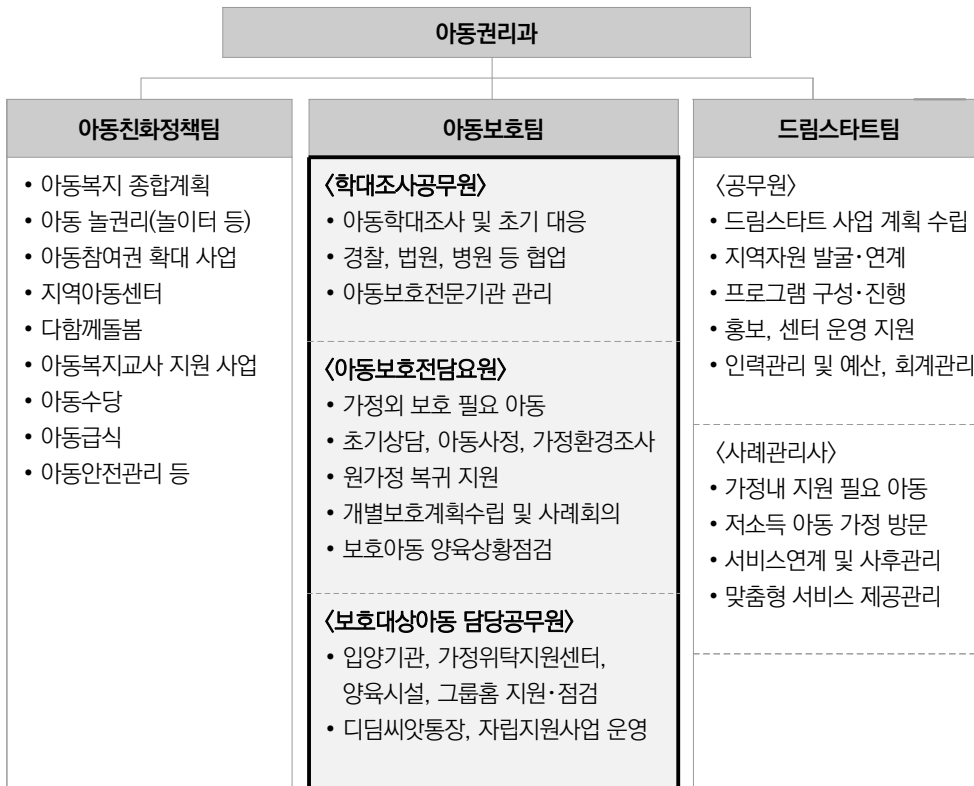 아동권리과
아동친화정책팀
• 아동복지 종합계획
• 아동 놀권리(놀이터 등)
• 아동참여권 확대 사업
• 지역아동센터
• 다함께돌봄
• 아동복지교사 지원 사업
• 아동수당
• 아동급식
• 아동안전관리 등
아동보호팀
〈학대조사공무원〉
• 아동학대조사 및 초기 대응
• 경찰, 법원, 병원 등 협업
• 아동보호전문기관 관리
〈아동보호전담요원〉
• 가정외 보호 필요 아동
• 초기상담, 아동사정, 가정환경조사
• 원가정 복귀 지원
• 개별보호계획수립 및 사례회의
• 보호아동 양육상황점검
〈보호대상아동 담당공무원〉
• 입양기관, 가정위탁지원센터,
양육시설, 그룹홈 지원·점검
• 디딤씨앗통장, 자립지원사업 운영
드림스타트팀
〈공무원〉
• 드림스타트 사업 계획 수립
• 지역자원 발굴·연계
• 프로그램 구성·진행
• 홍보, 센터 운영 지원
• 인력관리 및 예산, 회계관리
〈사례관리사〉
• 가정내 지원 필요 아동
• 저소득 아동 가정 방문
• 서비스연계 및 사후관리
• 맞춤형 서비스 제공관리